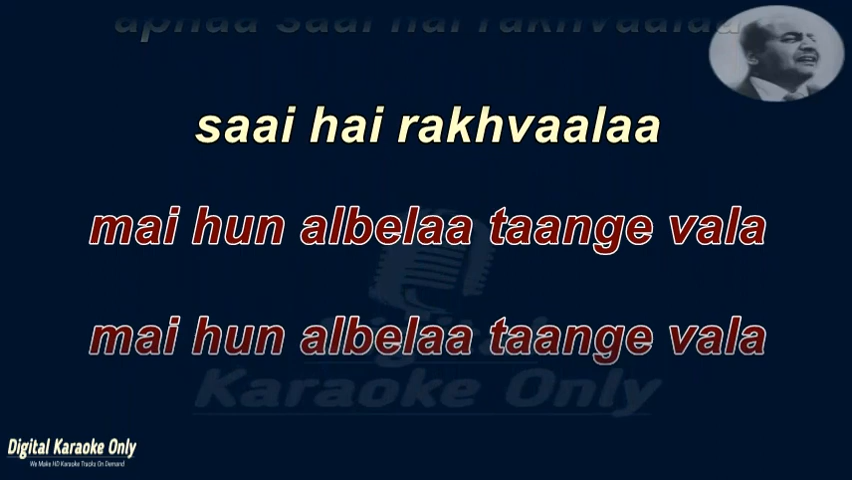 apnaa saai hai rakhvaalaa
saai hai rakhvaalaa
mai hun albelaa taange vala
mai hun albelaa taange vala
Digital
Karaoke Only
Digital Karaoke Only
We Make HD Karaoke Tracks On Demand